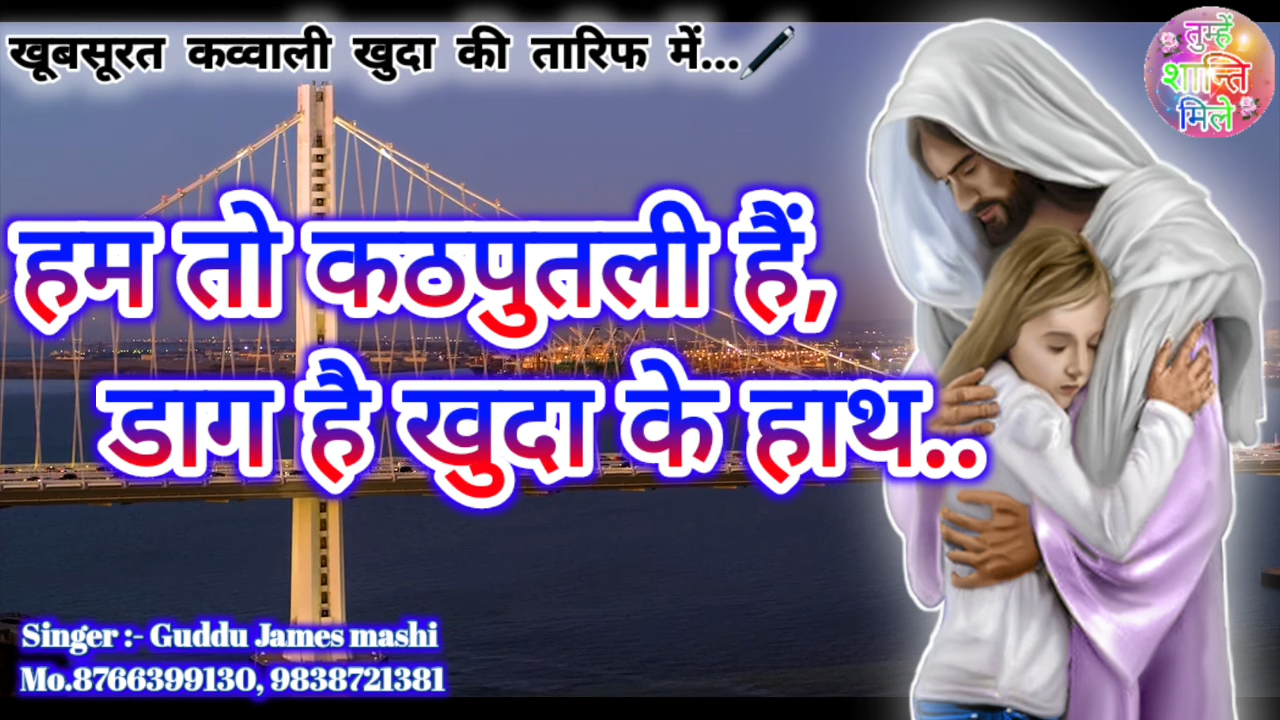 खूबसूरत कव्वाली खुदा की तारिफ में...
तुम्हें
शान्ति
मिले
हम तो कठपुतली हैं,
डाग है खुदा के हाथ..
Singer :- Guddu James mashi
Mo.8766399130, 9838721381